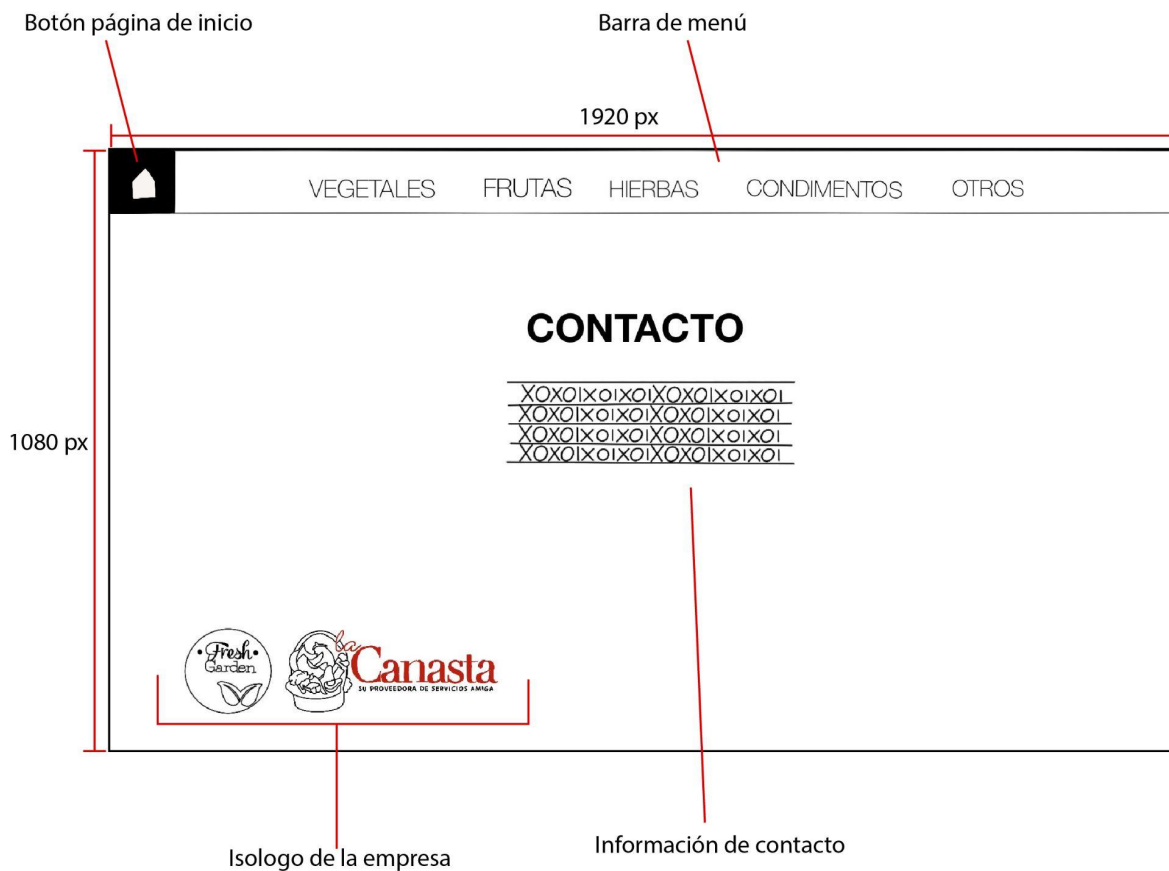 Botón página de inicio
Barra de menú
1920 px
VEGETALES FRUTAS HIERBAS CONDIMENTOS OTROS
CONTACTO
XOXOIXOIXOIXOXOIXOIXOI
XOXOIXOIXOIXOXOIXOIXOI
XOXOIXOIXOIXOXOIXOIXOI
XOXOIXOIXOIXOXOIXOIXOI
1080 px
Fresh
Garden
la
Canasta
SU PROVEEDORA DE SERVICIOS AMIGA
Información de contacto
Isologo de la empresa